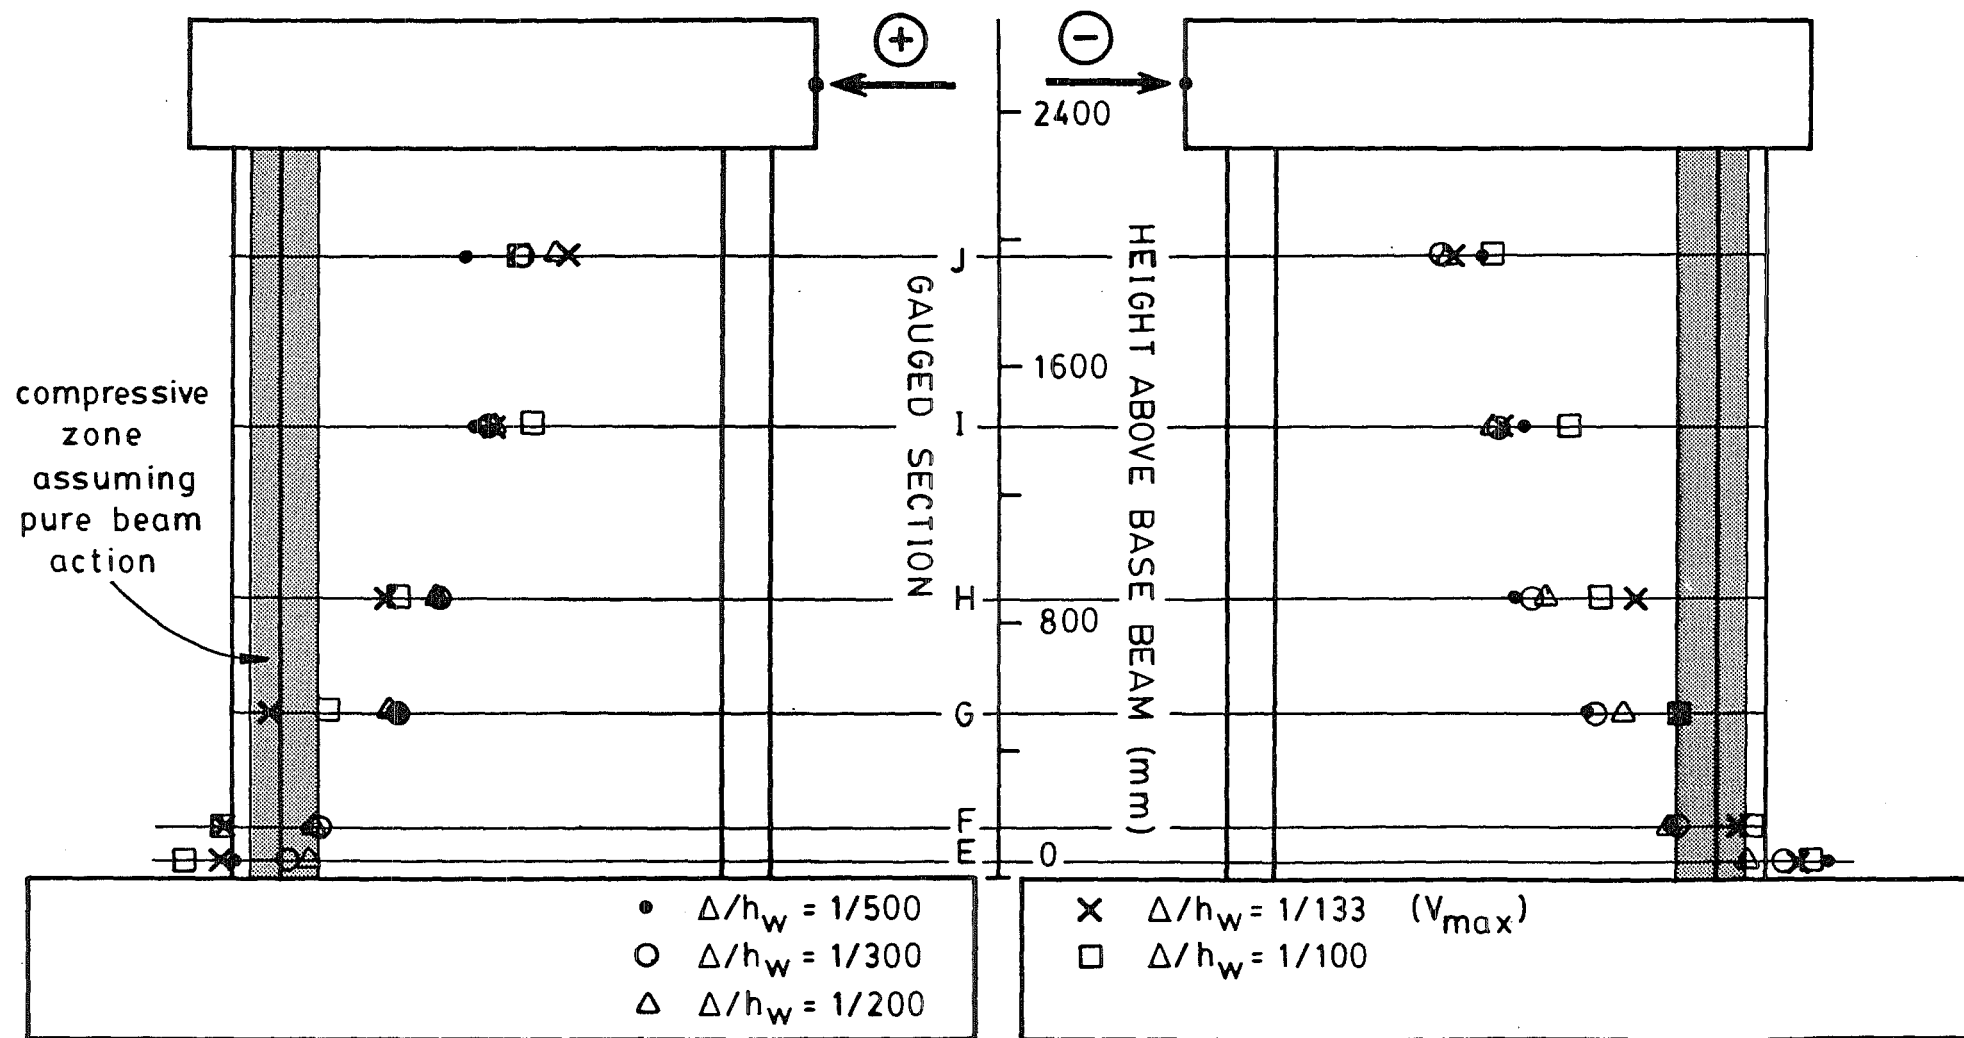 +
−
2400
1600
800
0
J
I
H
G
F
E
GAUGED SECTION
HEIGHT ABOVE BASE BEAM (mm)
compressive
zone
assuming
pure beam
action
Δ/hw = 1/500
Δ/hw = 1/300
Δ/hw = 1/200
Δ/hw = 1/133 (Vmax)
Δ/hw = 1/100